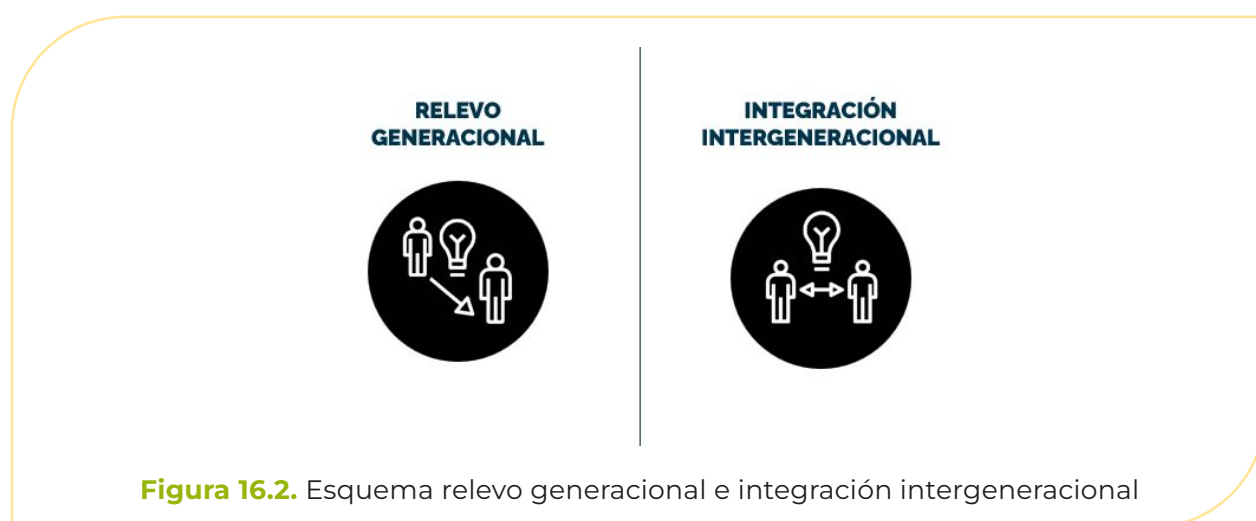 RELEVO
GENERACIONAL
INTEGRACIÓN
INTERGENERACIONAL
Figura 16.2. Esquema relevo generacional e integración intergeneracional